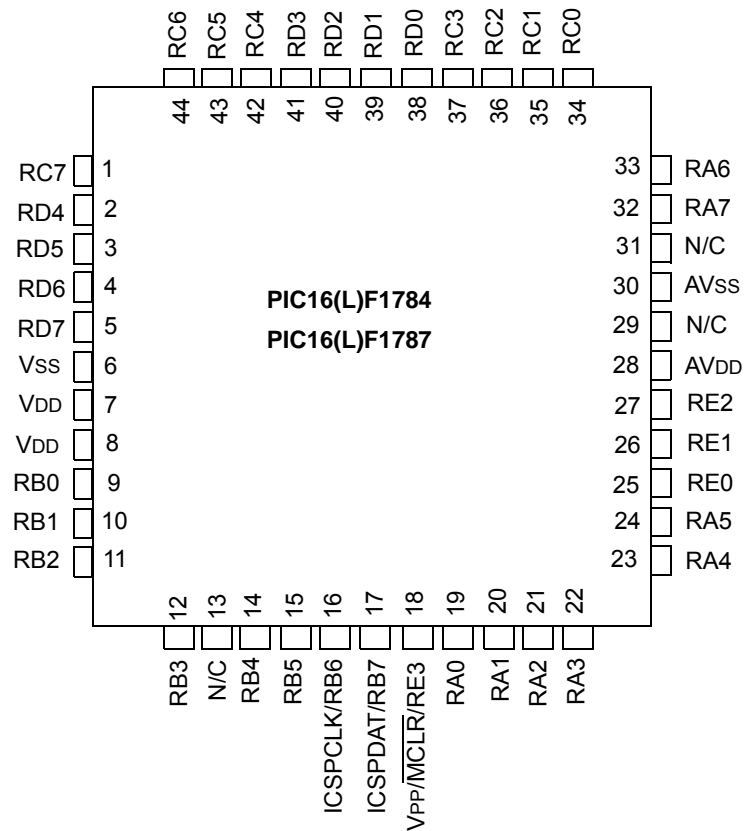 RC6
RC5
RC4
RD3
RD2
RD1
RD0
RC3
RC2
RC1
RC0
44
43
42
41
40
39
38
37
36
35
34
RC7 1
RD4 2
RD5 3
RD6 4
RD7 5
VSS 6
VDD 7
VDD 8
RB0 9
RB1 10
RB2 11
PIC16(L)F1784
PIC16(L)F1787
33 RA6
32 RA7
31 N/C
30 AVSS
29 N/C
28 AVDD
27 RE2
26 RE1
25 RE0
24 RA5
23 RA4
12
13
14
15
16
17
18
19
20
21
22
RB3
N/C
RB4
RB5
ICSPCLK/RB6
ICSPDAT/RB7
VPP/MCLR/RE3
RA0
RA1
RA2
RA3